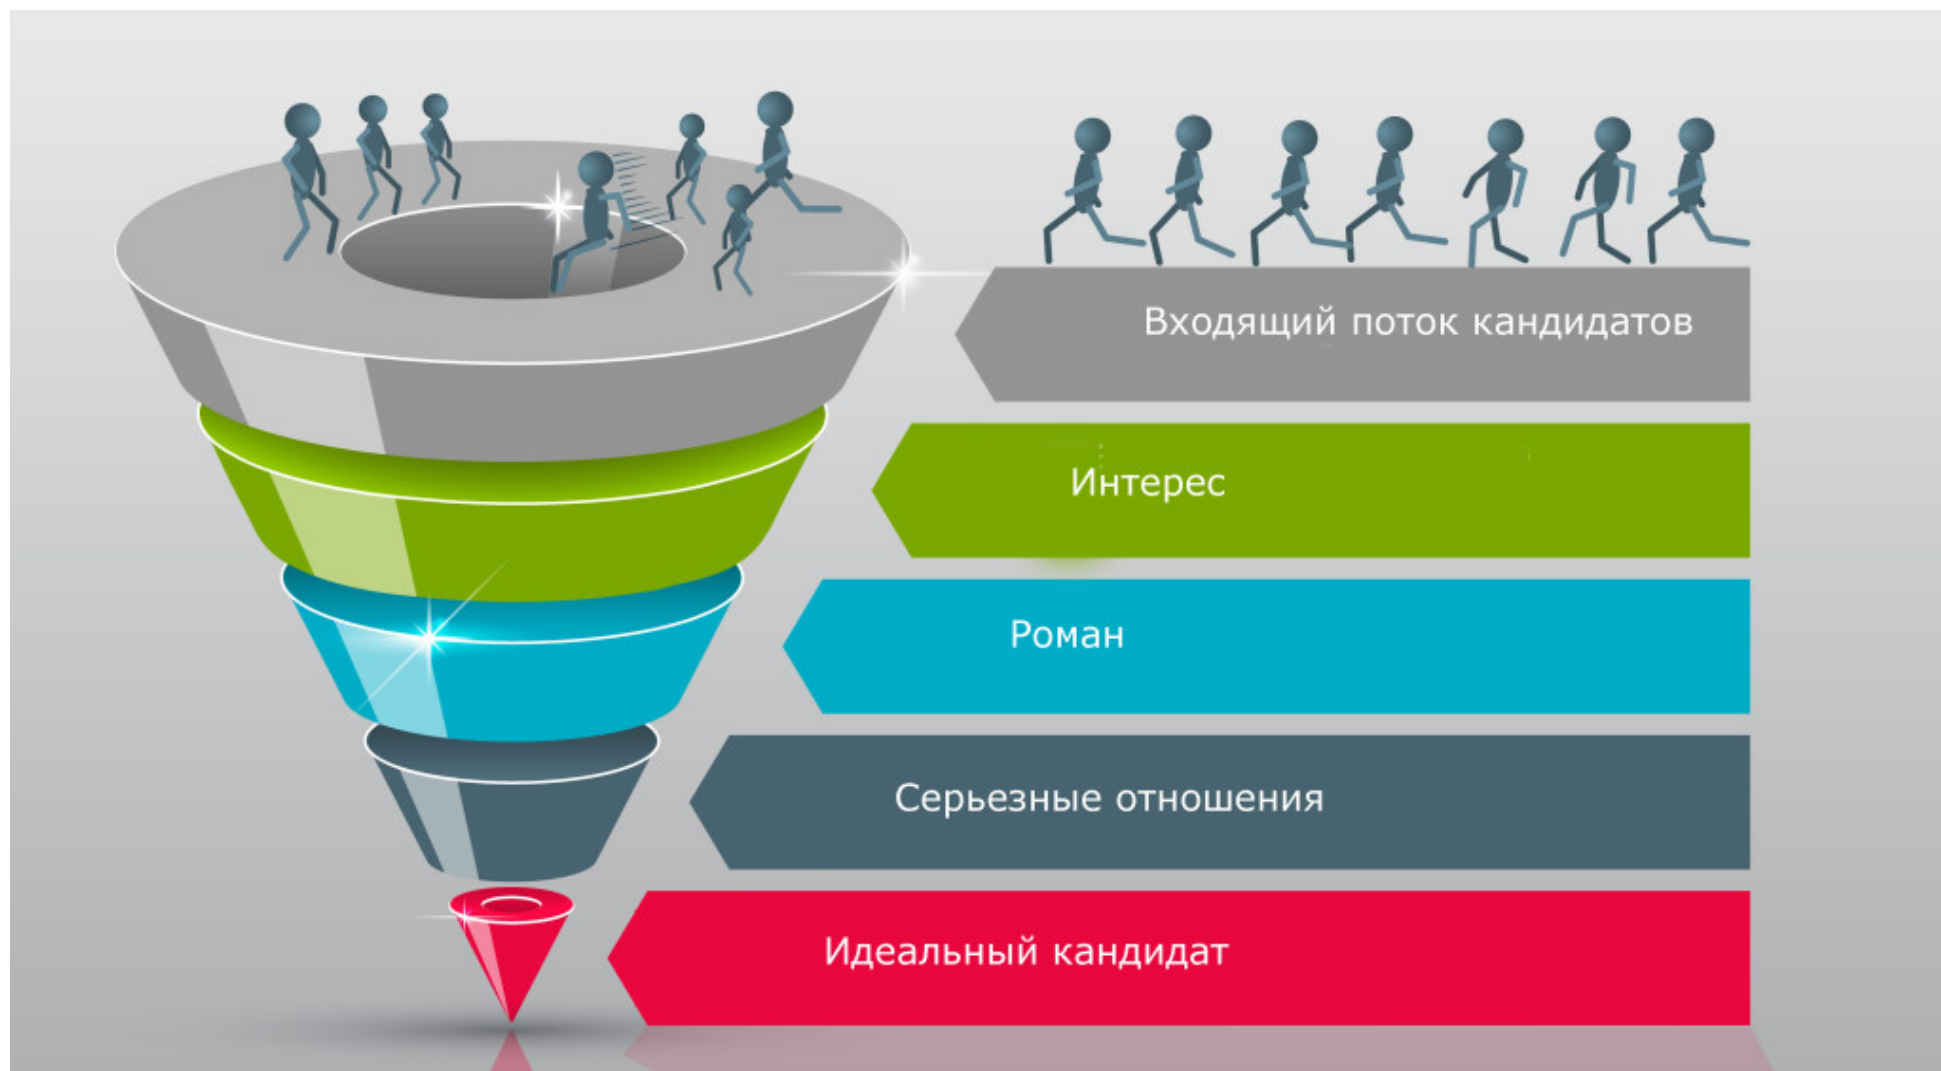 Входящий поток кандидатов
Интерес
Роман
Серьезные отношения
Идеальный кандидат